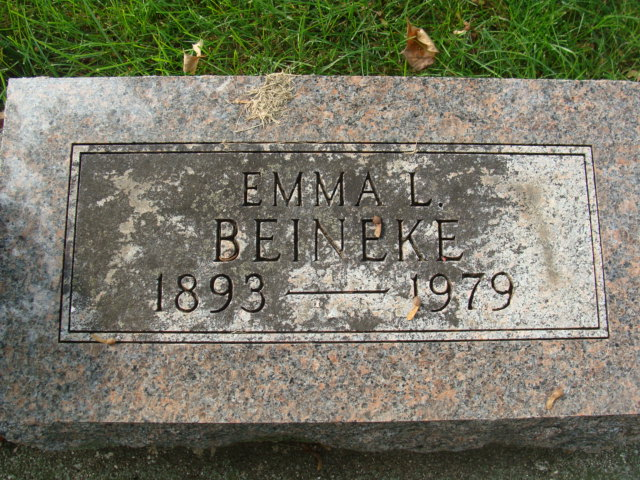 EMMA L.
BEINEKE
1893 — 1979